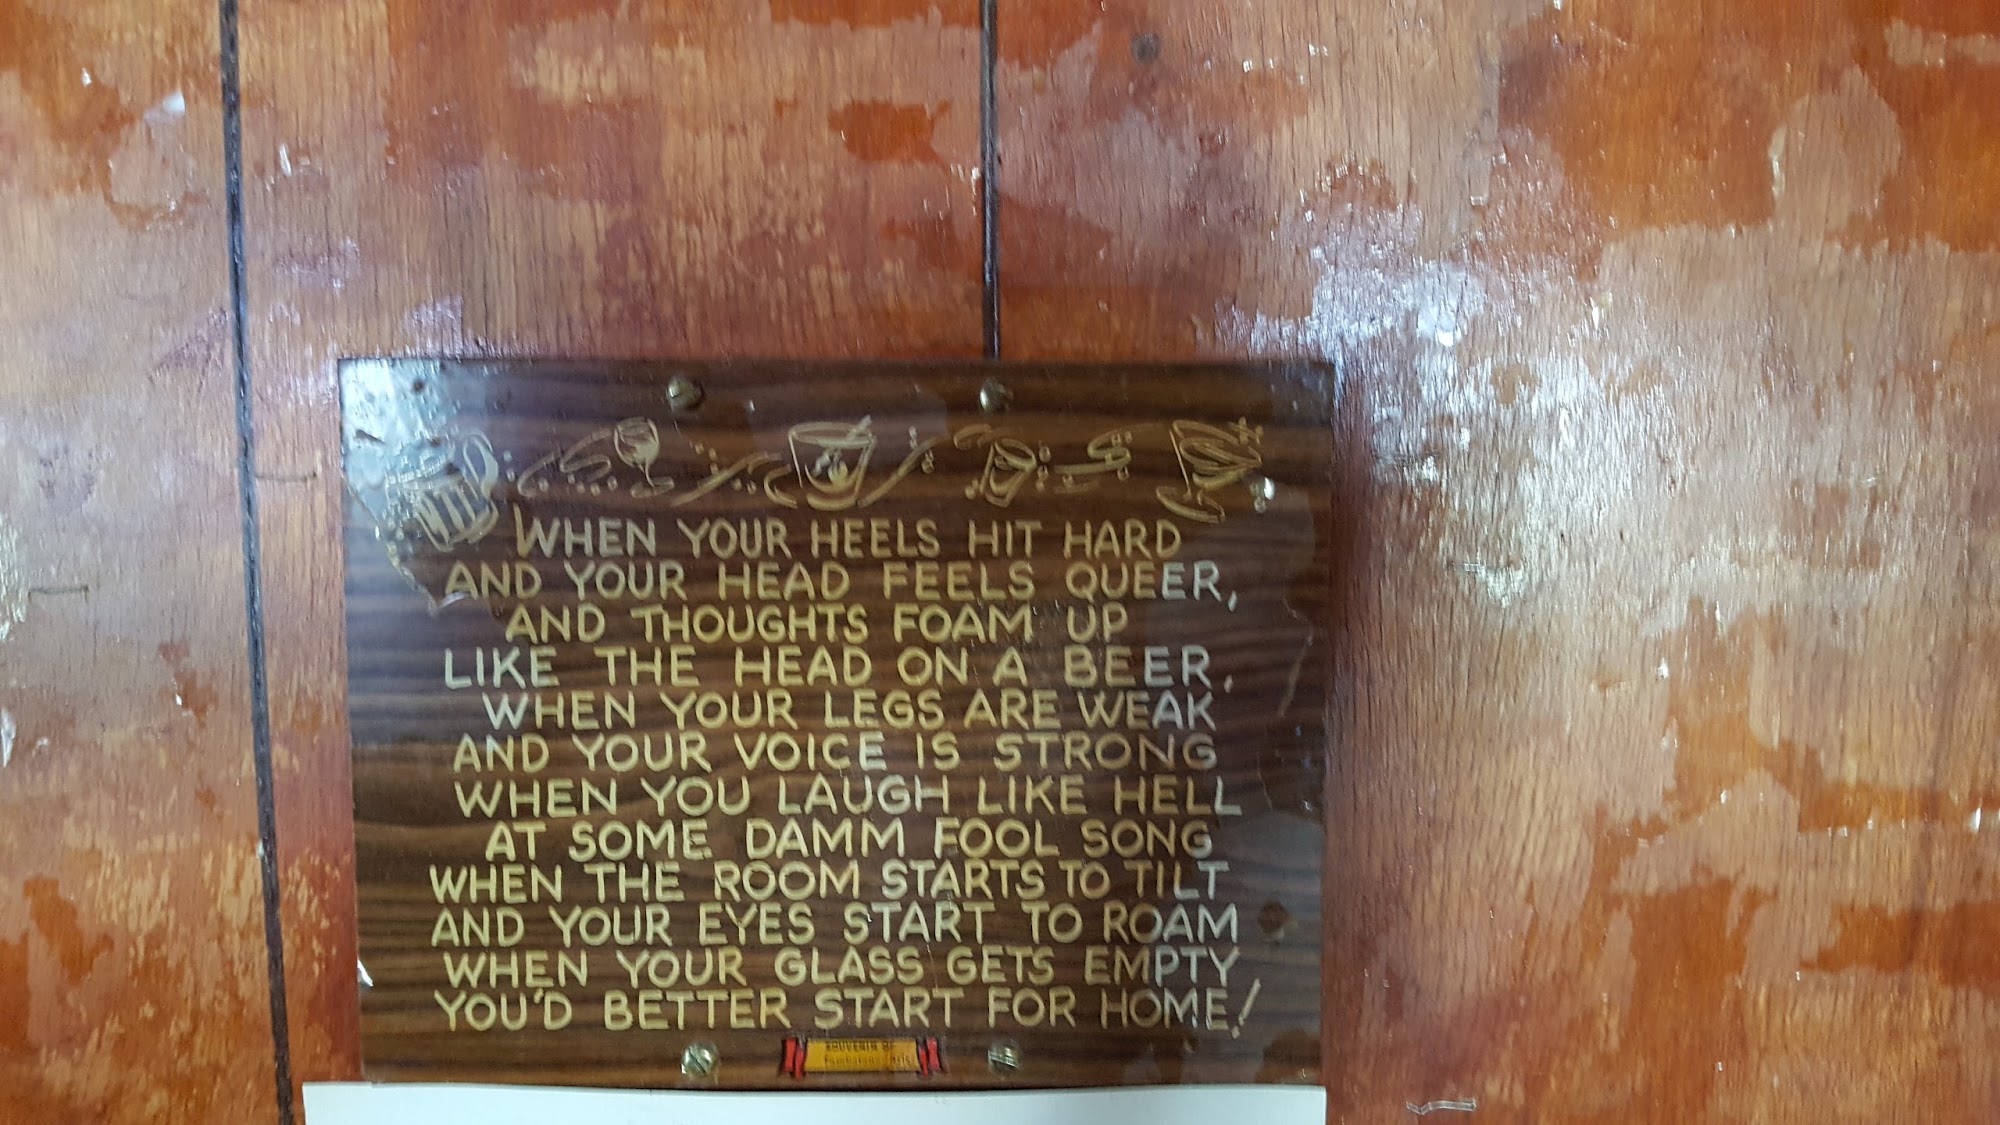 WHEN YOUR HEELS HIT HARD
AND YOUR HEAD FEELS QUEER,
AND THOUGHTS FOAM UP
LIKE THE HEAD ON A BEER,
WHEN YOUR LEGS ARE WEAK
AND YOUR VOICE IS STRONG
WHEN YOU LAUGH LIKE HELL
AT SOME DAMM FOOL SONG
WHEN THE ROOM STARTS TO TILT
AND YOUR EYES START TO ROAM
WHEN YOUR GLASS GETS EMPTY
YOU'D BETTER START FOR HOME!
SOUVENIR OF